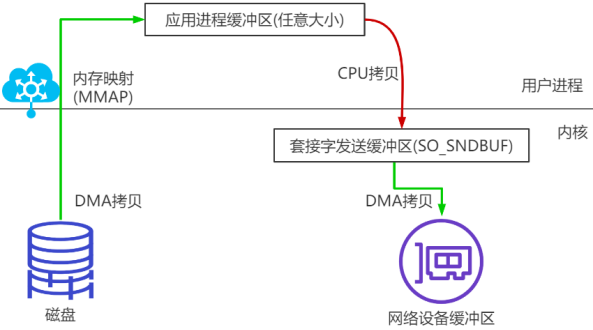 应用进程缓冲区(任意大小)
内存映射
(MMAP)
CPU拷贝
用户进程
内核
套接字发送缓冲区(SO_SNDBUF)
DMA拷贝
DMA拷贝
磁盘
网络设备缓冲区